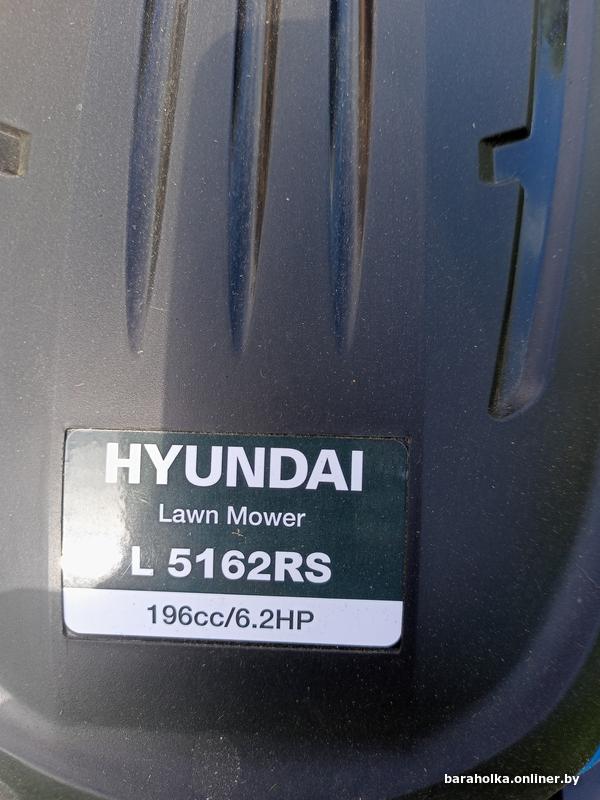 HYUNDAI
Lawn Mower
L 5162RS
196cc/6.2HP
baraholka.onliner.by